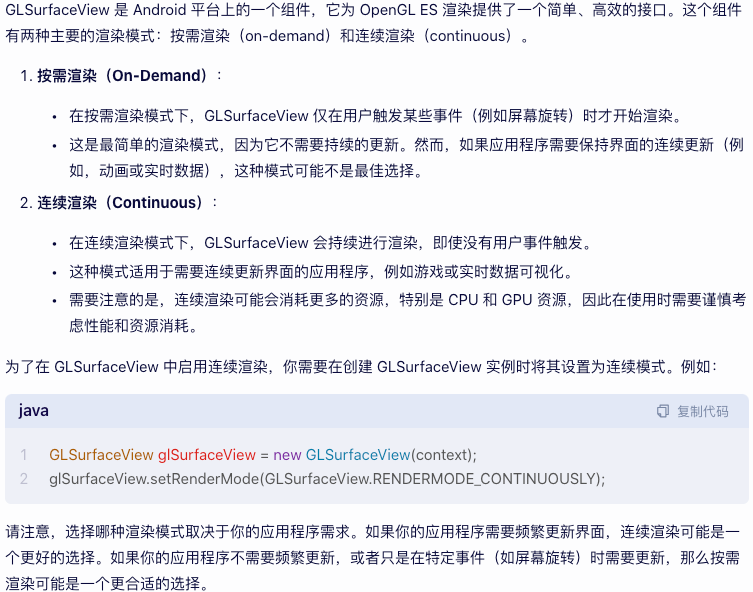 GLSurfaceView 是 Android 平台上的一个组件，它为 OpenGL ES 渲染提供了一个简单、高效的接口。这个组件
有两种主要的渲染模式：按需渲染（on-demand）和连续渲染（continuous）。
1. 按需渲染（On-Demand）：
• 在按需渲染模式下，GLSurfaceView 仅在用户触发某些事件（例如屏幕旋转）时才开始渲染。
• 这是最简单的渲染模式，因为它不需要持续的更新。然而，如果应用程序需要保持界面的连续更新（例
如，动画或实时数据），这种模式可能不是最佳选择。
2. 连续渲染（Continuous）：
• 在连续渲染模式下，GLSurfaceView 会持续进行渲染，即使没有用户事件触发。
• 这种模式适用于需要连续更新界面的应用程序，例如游戏或实时数据可视化。
• 需要注意的是，连续渲染可能会消耗更多的资源，特别是 CPU 和 GPU 资源，因此在使用时需要谨慎考
虑性能和资源消耗。
为了在 GLSurfaceView 中启用连续渲染，你需要在创建 GLSurfaceView 实例时将其设置为连续模式。例如：
java 复制代码
1 GLSurfaceView glSurfaceView = new GLSurfaceView(context);
2 glSurfaceView.setRenderMode(GLSurfaceView.RENDERMODE_CONTINUOUSLY);
请注意，选择哪种渲染模式取决于你的应用程序需求。如果你的应用程序需要频繁更新界面，连续渲染可能是一
个更好的选择。如果你的应用程序不需要频繁更新，或者只是在特定事件（如屏幕旋转）时需要更新，那么按需
渲染可能是一个更合适的选择。